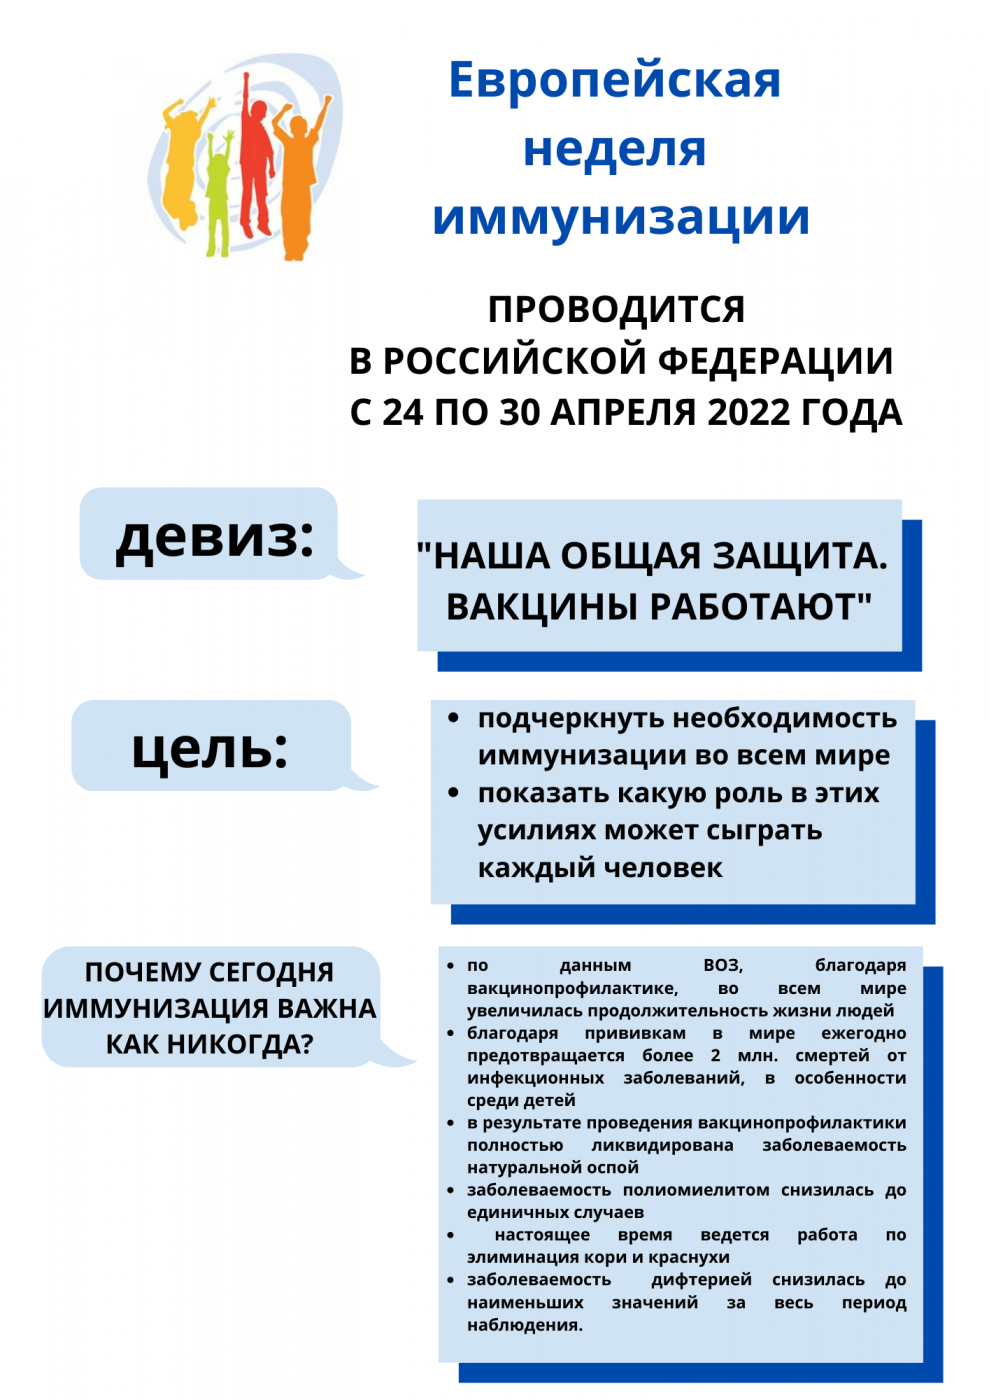 Европейская
неделя
иммунизации
ПРОВОДИТСЯ
В РОССИЙСКОЙ ФЕДЕРАЦИИ
С 24 ПО 30 АПРЕЛЯ 2022 ГОДА
девиз:
"НАША ОБЩАЯ ЗАЩИТА.
ВАКЦИНЫ РАБОТАЮТ"
цель:
• подчеркнуть необходимость
иммунизации во всем мире
• показать какую роль в этих
усилиях может сыграть
каждый человек
ПОЧЕМУ СЕГОДНЯ
ИММУНИЗАЦИЯ ВАЖНА
КАК НИКОГДА?
• по данным ВОЗ, благодаря
вакцинопрофилактике, во всем мире
увеличилась продолжительность жизни людей
• благодаря прививкам в мире ежегодно
предотвращается более 2 млн. смертей от
инфекционных заболеваний, в особенности
среди детей
• в результате проведения вакцинопрофилактики
полностью ликвидирована заболеваемость
натуральной оспой
• заболеваемость полиомиелитом снизилась до
единичных случаев
• настоящее время ведется работа по
элиминация кори и краснухи
• заболеваемость дифтерией снизилась до
наименьших значений за весь период
наблюдения.